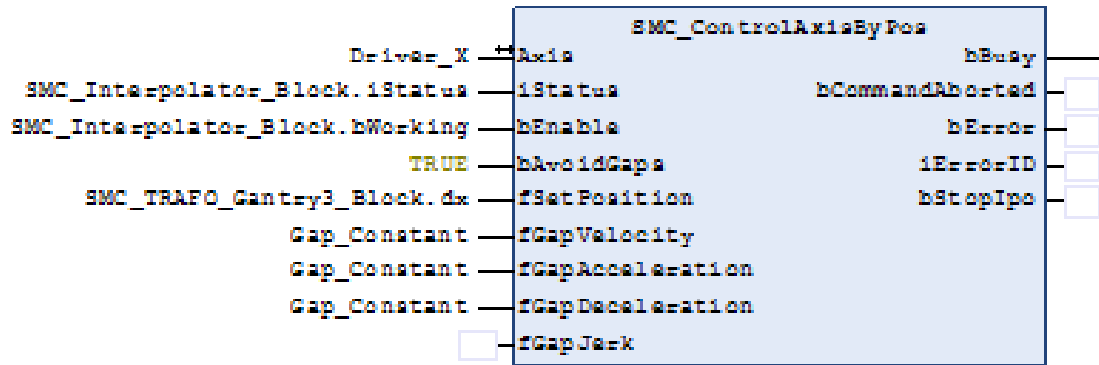 SMC_ControlAxisByPos
Driver_X Axis bBusy
SMC_Interpolator_Block.iStatus iStatus bCommandAborted
SMC_Interpolator_Block.bWorking bEnable bError
TRUE bAvoidGaps iErrorID
SMC_TRAFO_Gantry3_Block.dx fSetPosition bStopIpo
Gap_Constant fGapVelocity
Gap_Constant fGapAcceleration
Gap_Constant fGapDeceleration
fGapJerk